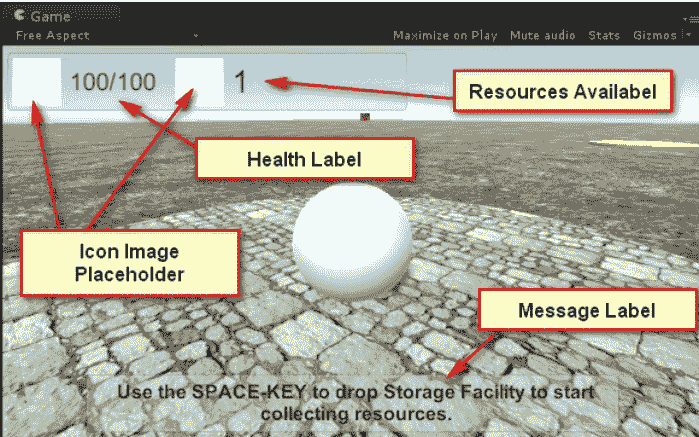 Game
Free Aspect
Maximize on Play Mute audio Stats Gizmos
100/100
1
Resources Availabel
Health Label
Icon Image
Placeholder
Message Label
Use the SPACE-KEY to drop Storage Facility to start
collecting resources.